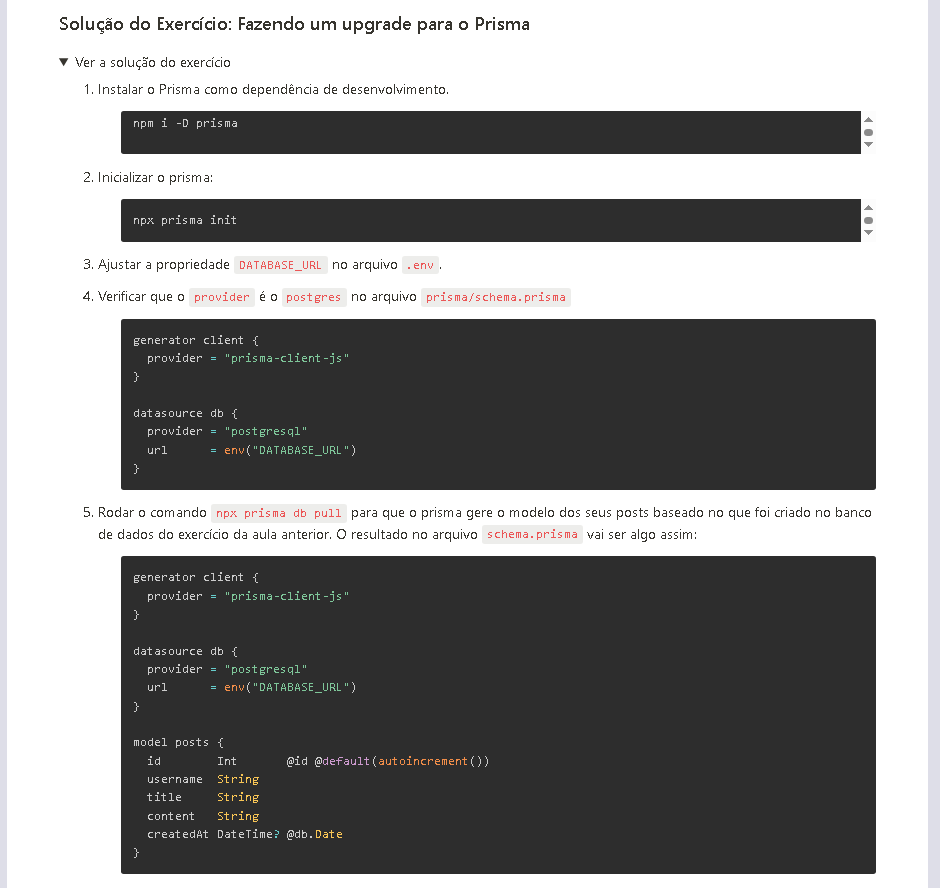 Solução do Exercício: Fazendo um upgrade para o Prisma
▼ Ver a solução do exercício
1. Instalar o Prisma como dependência de desenvolvimento.
npm i -D prisma
2. Inicializar o prisma:
npx prisma init
3. Ajustar a propriedade DATABASE_URL no arquivo .env.
4. Verificar que o provider é o postgres no arquivo prisma/schema.prisma
generator client {
  provider = "prisma-client-js"
}
datasource db {
  provider = "postgresql"
  url      = env("DATABASE_URL")
}
5. Rodar o comando npx prisma db pull para que o prisma gere o modelo dos seus posts baseado no que foi criado no banco
de dados do exercício da aula anterior. O resultado no arquivo schema.prisma vai ser algo assim:
generator client {
  provider = "prisma-client-js"
}
datasource db {
  provider = "postgresql"
  url      = env("DATABASE_URL")
}
model posts {
  id        Int       @id @default(autoincrement())
  username  String
  title     String
  content   String
  createdAt DateTime? @db.Date
}